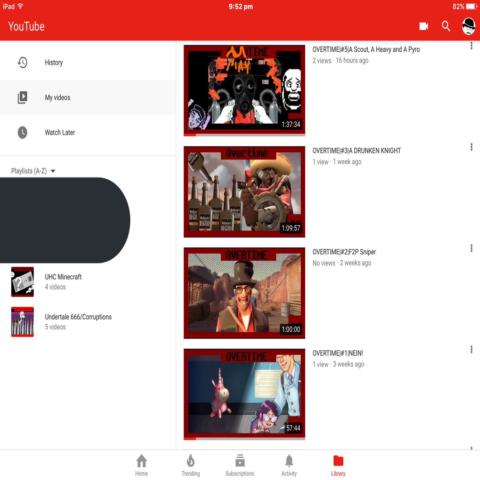 iPad
9:52 pm
82%
YouTube
History
My videos
Watch Later
Playlists (A-Z)
UHC Minecraft
4 videos
Undertale 666/Corruptions
5 videos
OVERTIME|#5|A Scout, A Heavy and A Pyro
2 views · 16 hours ago
1:37:34
OVERTIME
OVERTIME|#3|A DRUNKEN KNIGHT
1 view · 1 week ago
1:09:57
OVERTIME
OVERTIME|#2|F2P Sniper
No views · 2 weeks ago
1:00:00
OVERTIME
OVERTIME|#1|NEIN!
1 view · 3 weeks ago
57:44
Home
Trending
Subscriptions
Activity
Library